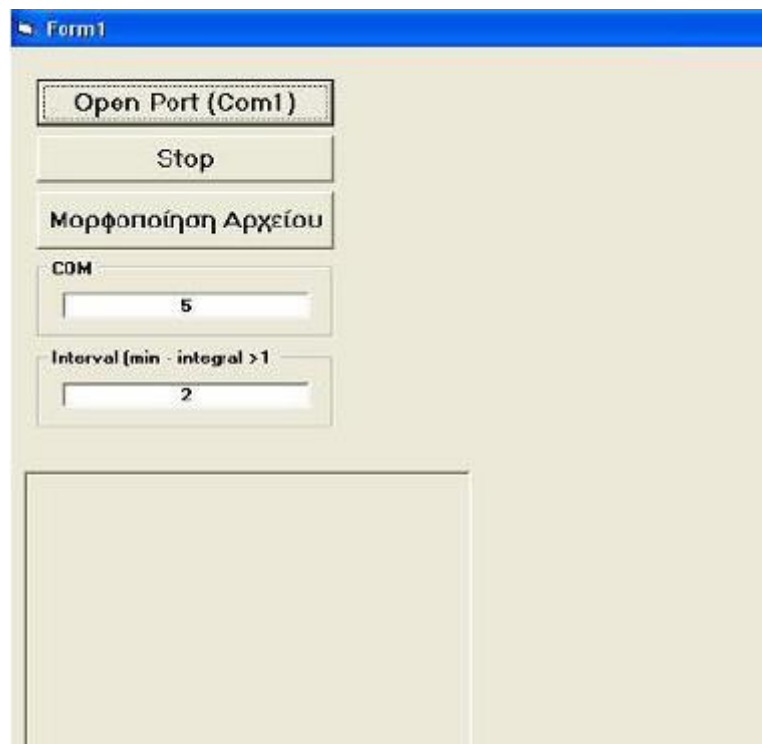 Form1
Open Port (Com1)
Stop
Μορφοποίηση Αρχείου
COM
5
Interval (min - integral >1
2